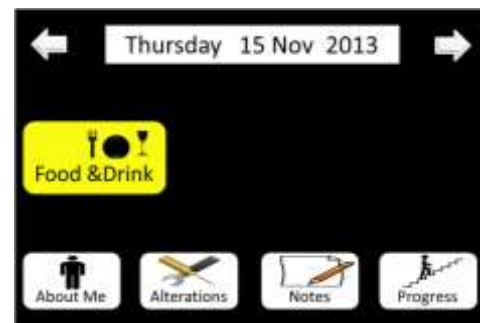 Thursday 15 Nov 2013
Food &Drink
About Me
Alterations
Notes
Progress